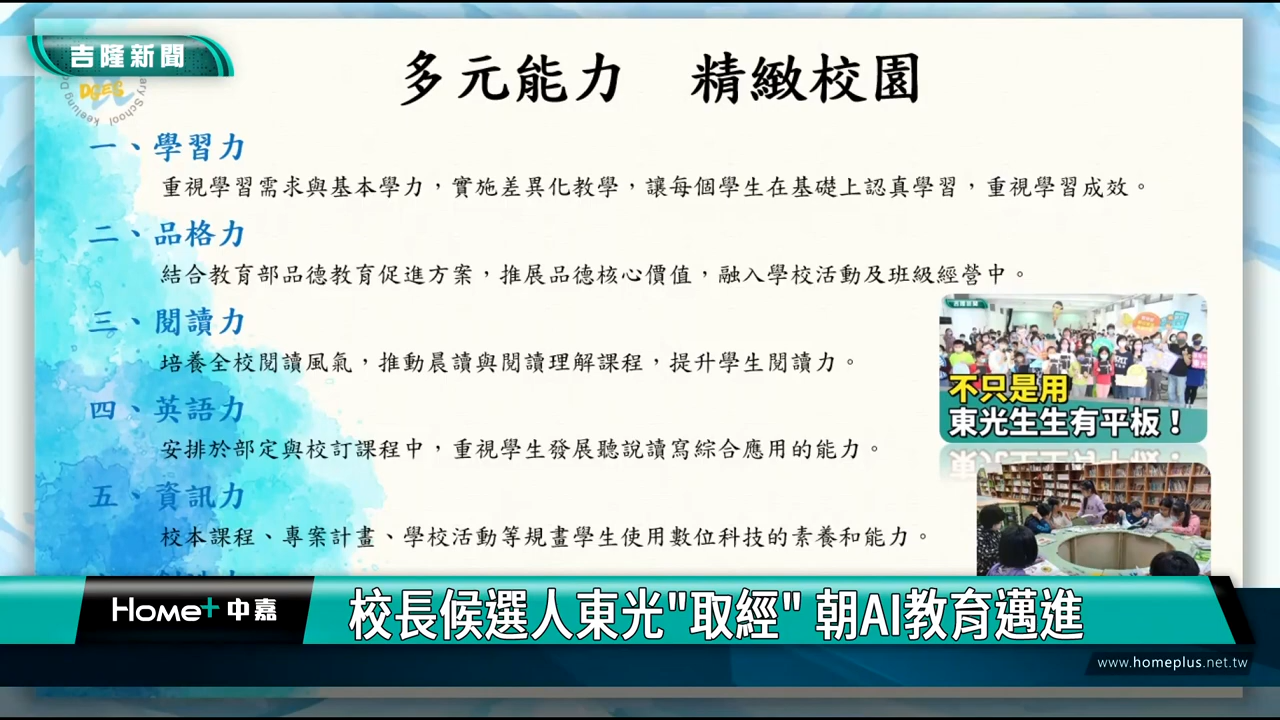 吉隆新聞
DGES
ary School
Keelung Do
多元能力 精緻校園
一、學習力
重視學習需求與基本學力，實施差異化教學，讓每個學生在基礎上認真學習，重視學習成效。
二、品格力
結合教育部品德教育促進方案，推展品德核心價值，融入學校活動及班級經營中。
三、閱讀力
培養全校閱讀風氣，推動晨讀與閱讀理解課程，提升學生閱讀力。
吉隆新聞
不只是用
東光生生有平板！
四、英語力
安排於部定與校訂課程中，重視學生發展聽說讀寫綜合應用的能力。
五、資訊力
校本課程、專案計畫、學校活動等規畫學生使用數位科技的素養和能力。
Home+中嘉
校長候選人東光"取經" 朝AI教育邁進
www.homeplus.net.tw